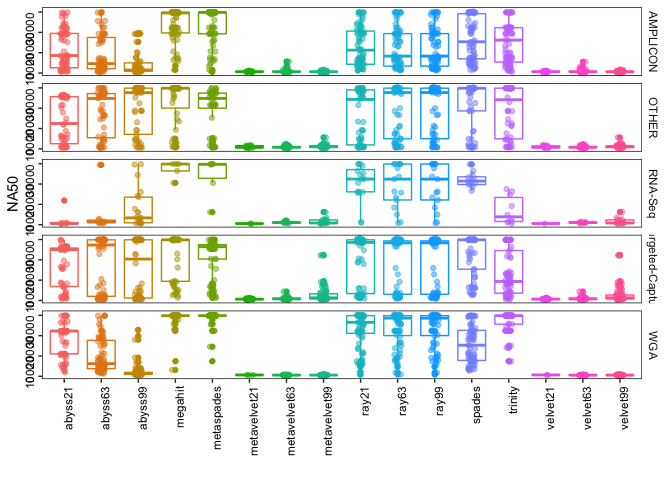 NA50
AMPLICON
OTHER
RNA-Seq
rgeted-Captu
WGA
abyss21
abyss63
abyss99
megahit
metaspades
metavelvet21
metavelvet63
metavelvet99
ray21
ray63
ray99
spades
trinity
velvet21
velvet63
velvet99